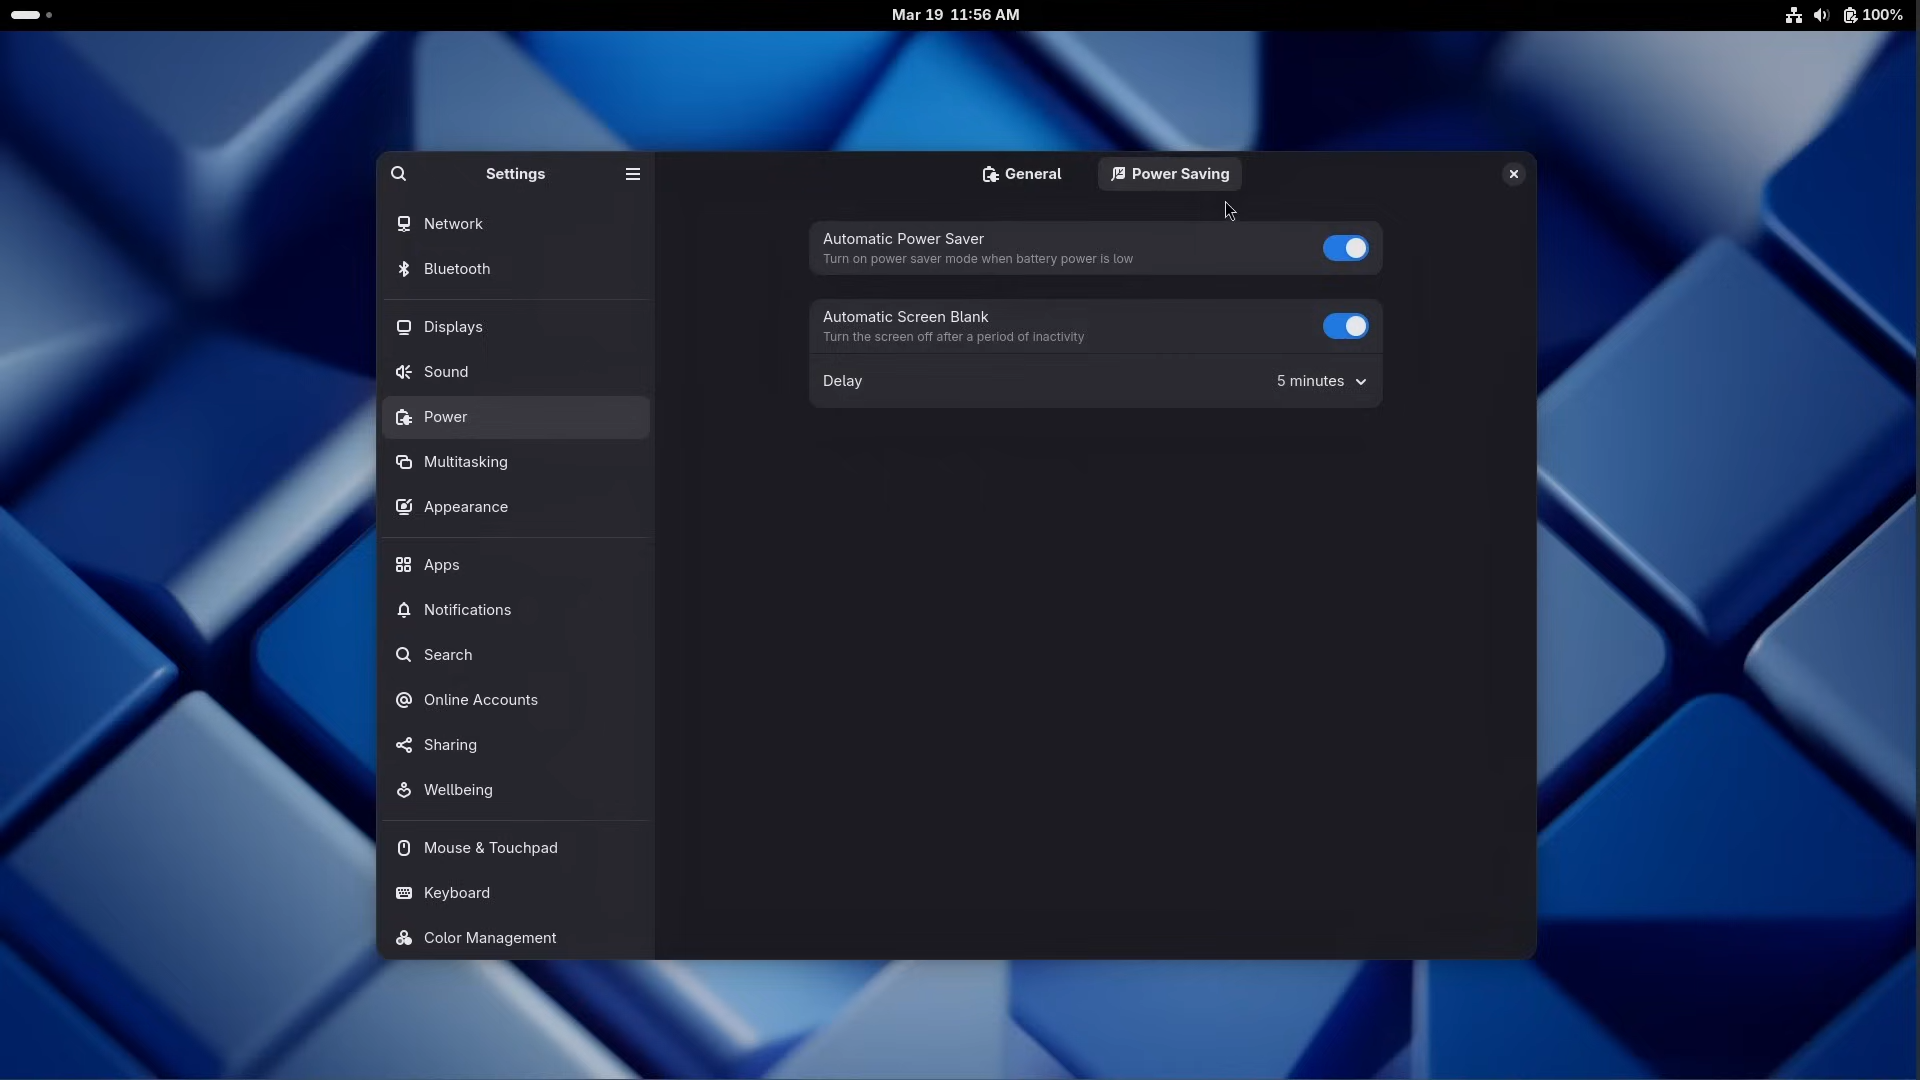 Mar 19 11:56 AM
100%
Settings
General
Power Saving
Network
Bluetooth
Displays
Sound
Power
Multitasking
Appearance
Apps
Notifications
Search
Online Accounts
Sharing
Wellbeing
Mouse & Touchpad
Keyboard
Color Management
Automatic Power Saver
Turn on power saver mode when battery power is low
Automatic Screen Blank
Turn the screen off after a period of inactivity
Delay
5 minutes